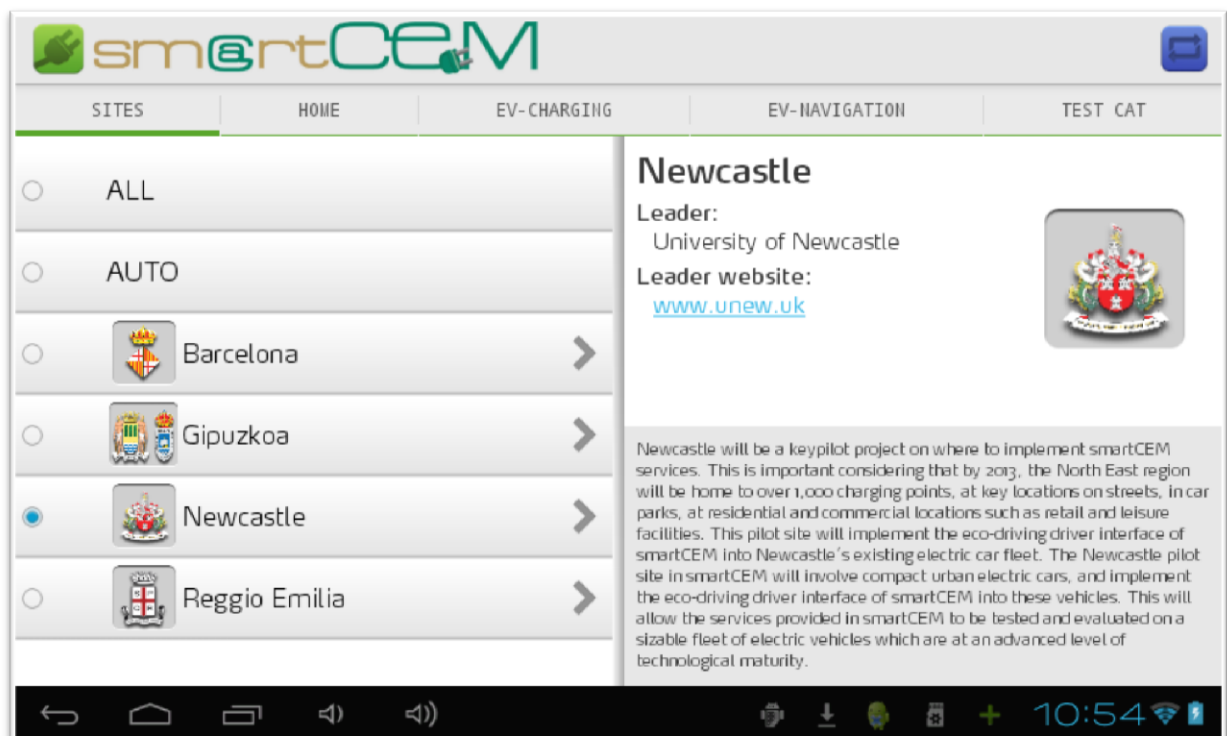 sm@rtCEM
SITES HOME EV-CHARGING EV-NAVIGATION TEST CAT
ALL
AUTO
Barcelona
Gipuzkoa
Newcastle
Reggio Emilia
Newcastle
Leader:
University of Newcastle
Leader website:
www.unew.uk
Newcastle will be a keypilot project on where to implement smartCEM
services. This is important considering that by 2013, the North East region
will be home to over 1,000 charging points, at key locations on streets, in car
parks, at residential and commercial locations such as retail and leisure
facilities. This pilot site will implement the eco-driving driver interface of
smartCEM into Newcastle´s existing electric car fleet. The Newcastle pilot
site in smartCEM will involve compact urban electric cars, and implement
the eco-driving driver interface of smartCEM into these vehicles. This will
allow the services provided in smartCEM to be tested and evaluated on a
sizable fleet of electric vehicles which are at an advanced level of
technological maturity.
10:54